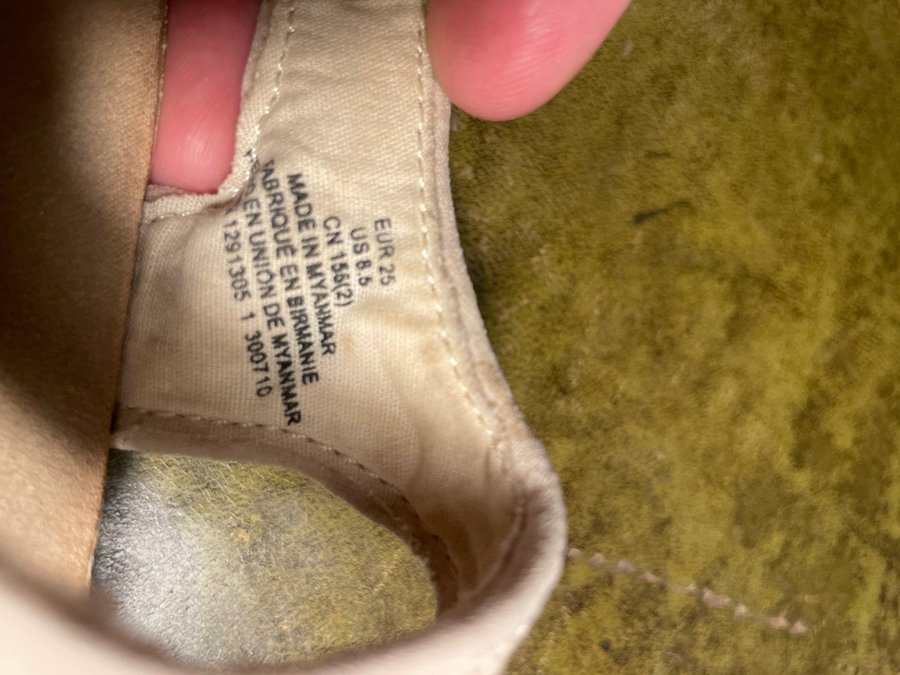 EUR 25
US 8.5
CN 156(2)
MADE IN MYANMAR
FABRIQUÉ EN BIRMANIE
EN UNIÓN DE MYANMAR
1291305 1 300710